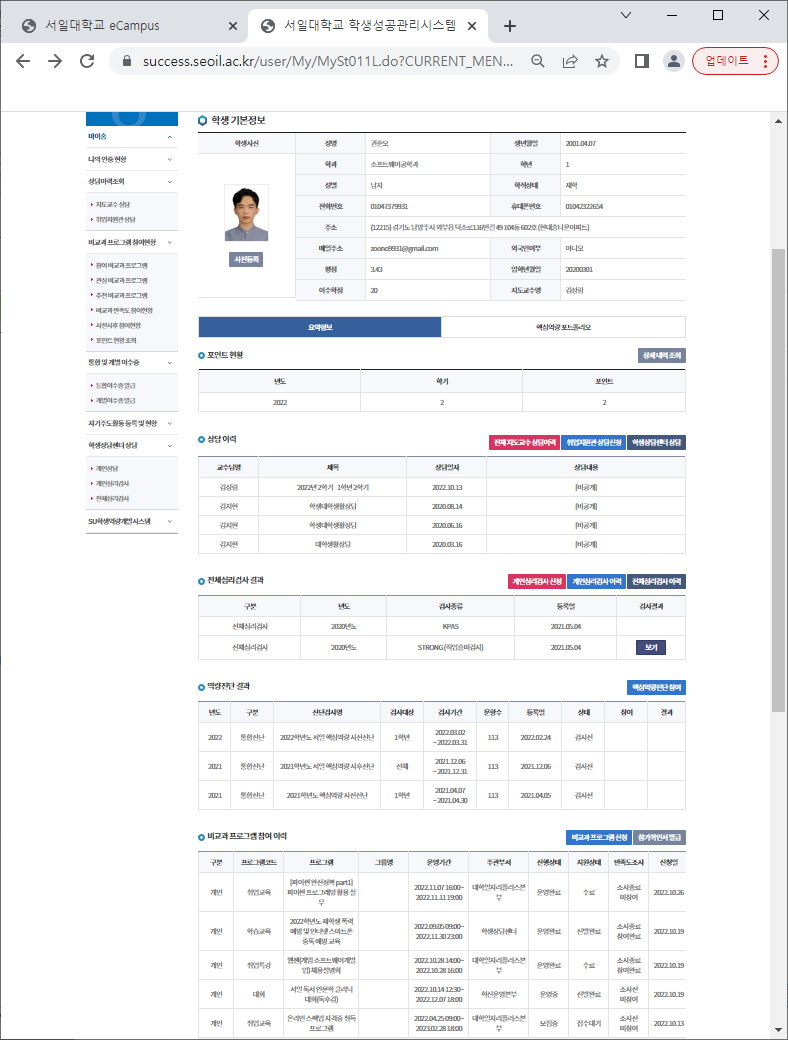 서일대학교 eCampus
서일대학교 학생성공관리시스템
success.seoil.ac.kr/user/My/MySt011L.do?CURRENT_MEN...
업데이트
마이홈
나의 인증 현황
상담이력조회
지도교수 상담
취업지원관 상담
비교과 프로그램 참여현황
참여 비교과 프로그램
관심 비교과 프로그램
추천 비교과 프로그램
비교과 만족도 참여현황
사전사후 참여현황
포인트 현황 조회
통합 및 개별 이수증
통합이수증 발급
개별이수증 발급
자기주도활동 등록 및 현황
학생상담센터 상담
개인상담
개인심리검사
전체심리검사
SU학생역량개발시스템
학생 기본정보
학생사진 성명 권준모 생년월일 2001.04.07
학과 소프트웨어공학과 학년 1
성별 남자 학적상태 재학
전화번호 01047379931 휴대폰번호 01042322654
주소 (12215) 경기도 남양주시 와부읍 덕소로116번길 49 104동 602호 (현대홈타운아파트)
메일주소 zoono9931@gmail.com 외국인여부 아니오
사진등록
평점 3.43 입학년월일 20200301
이수학점 20 지도교수명 김성림
요약정보 핵심역량 포트폴리오
포인트 현황 상세 내역 조회
년도 학기 포인트
2022 2 2
상담 이력 전체 지도교수 상담이력 취업지원관 상담신청 학생상담센터 상담
교수님명 제목 상담일자 상담내용
김성림 2022년 2학기 1학년 2학기 2022.10.13 [비공개]
김지현 학생대학생활상담 2020.08.14 [비공개]
김지현 학생대학생활상담 2020.06.16 [비공개]
김지현 대학생활상담 2020.03.16 [비공개]
전체심리검사 결과 개인심리검사 신청 개인심리검사 이력 전체심리검사 이력
구분 년도 검사종류 등록일 검사결과
전체심리검사 2020년도 KPAS 2021.05.04
전체심리검사 2020년도 STRONG (직업흥미검사) 2021.05.04 보기
역량진단 결과 핵심역량진단 참여
년도 구분 진단검사명 검사대상 검사기간 문항수 등록일 상태 참여 결과
2022 통합진단 2022학년도 서일 핵심역량 사전진단 1학년 2022.03.02 ~ 2022.03.31 113 2022.02.24 검사전
2021 통합진단 2021학년도 서일 핵심역량 사후진단 전체 2021.12.06 ~ 2021.12.31 113 2021.12.06 검사전
2021 통합진단 2021학년도 핵심역량 사전진단 1학년 2021.04.07 ~ 2021.04.30 113 2021.04.05 검사전
비교과 프로그램 참여 이력 비교과 프로그램 신청 참가확인서 발급
구분 프로그램코드 프로그램 그룹명 운영기간 주관부서 진행상태 지원상태 만족도조사 신청일
개인 취업교육 [파이썬 완전정복 part1] 파이썬 프로그래밍 활용 실무 2022.11.07 16:00~ 2022.11.11 19:00 대학일자리플러스본부 운영완료 수료 조사종료 미참여 2022.10.26
개인 학습교육 2022학년도 재학생 폭력예방 및 인터넷 스마트폰 중독 예방 교육 2022.09.05 09:00~ 2022.11.30 23:00 학생상담센터 운영완료 선발완료 조사종료 참여완료 2022.10.19
개인 취업특강 웹젠(게임 소프트웨어개발업) 채용설명회 2022.10.28 14:00~ 2022.10.28 16:00 대학일자리플러스본부 운영완료 수료 조사종료 참여완료 2022.10.19
개인 대회 서일 독서 인문학 클리닉 대회(독후감) 2022.10.14 12:30~ 2022.12.07 18:00 혁신운영본부 운영중 선발완료 조사전 미참여 2022.10.19
개인 취업교육 온라인 스펙업 자격증 취득 프로그램 2022.04.25 09:00~ 2023.02.28 18:00 대학일자리플러스본부 모집중 접수대기 조사전 미참여 2022.10.13